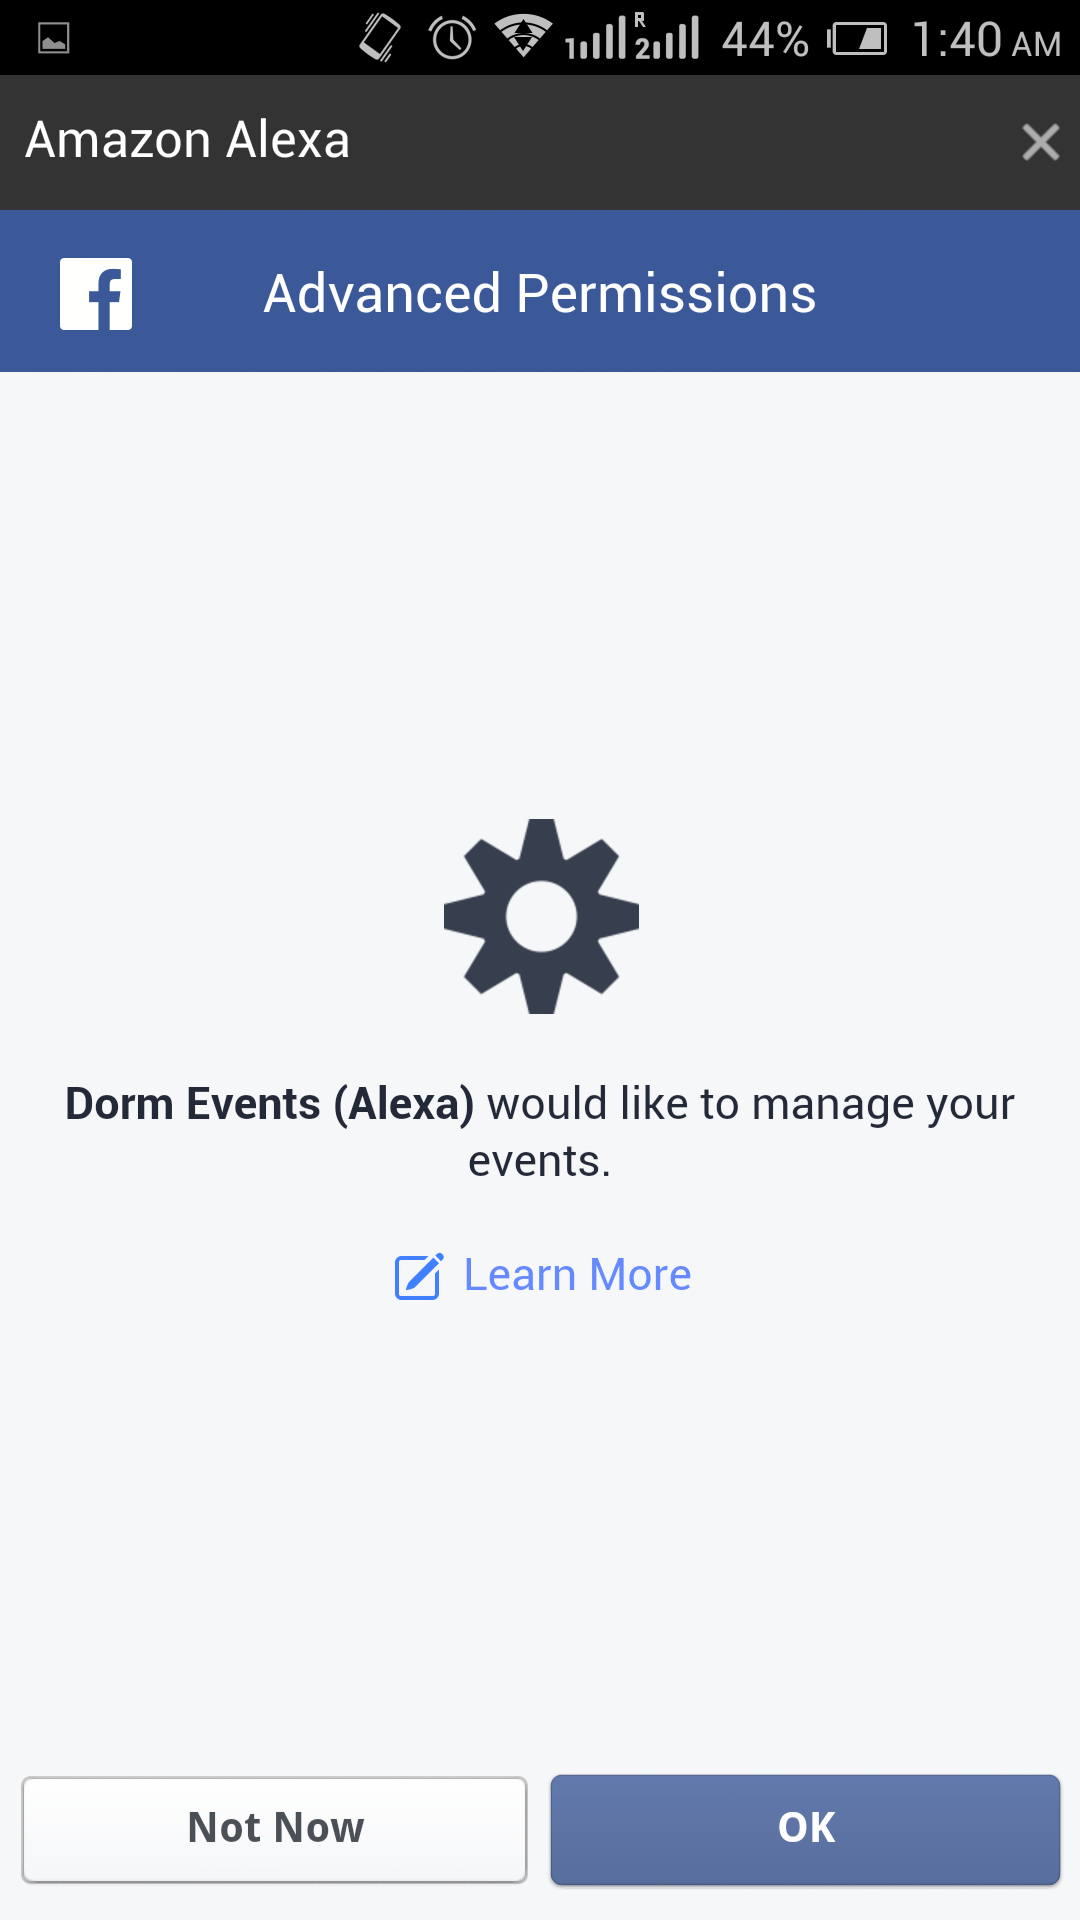 1 R 2 44% 1:40 AM
Amazon Alexa
Advanced Permissions
Dorm Events (Alexa) would like to manage your
events.
Learn More
Not Now OK